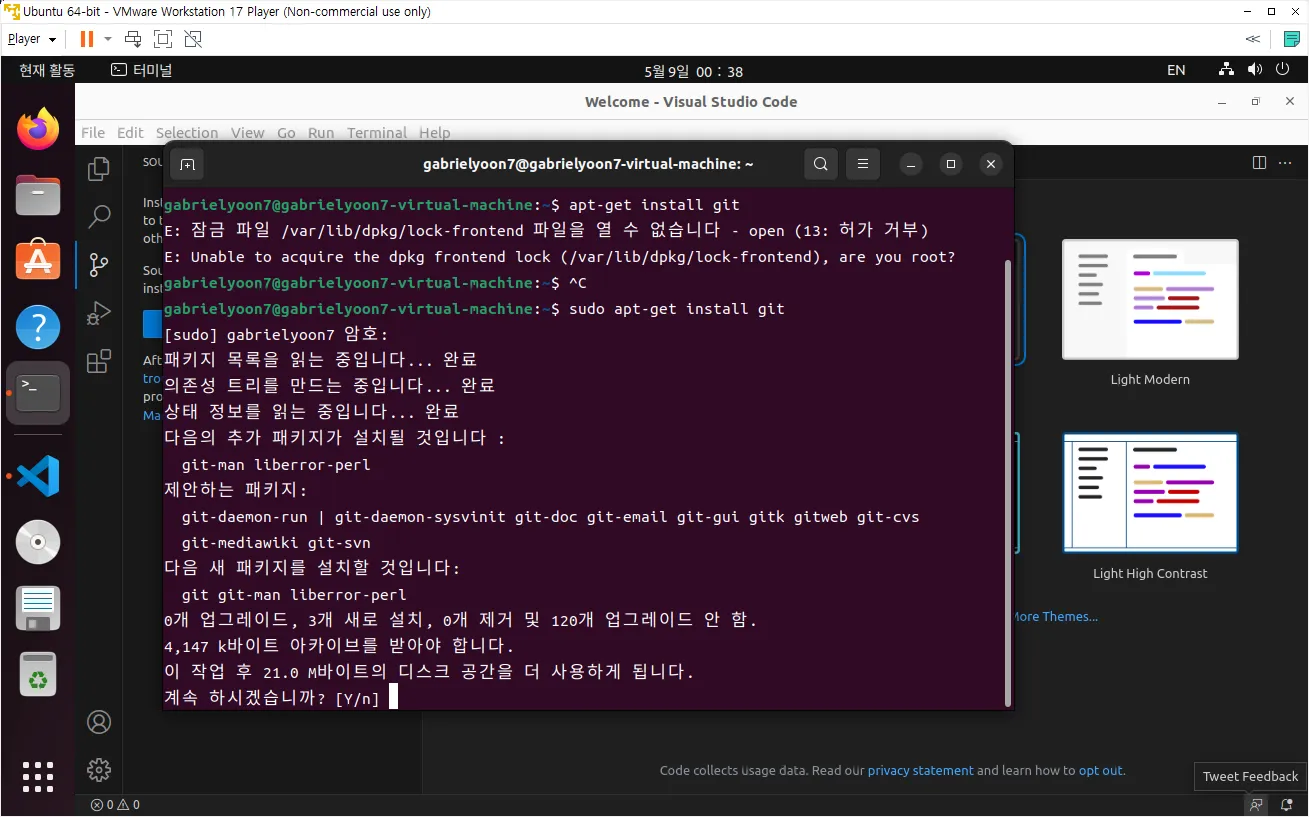 Ubuntu 64-bit - VMware Workstation 17 Player (Non-commercial use only)
Player
현재 활동
터미널
5월 9일 00 : 38
EN
Welcome - Visual Studio Code
File Edit Selection View Go Run Terminal Help
SOU
gabrielyoon7@gabrielyoon7-virtual-machine: ~
Inst
to t
oth
Sou
inst
Aft
tro
pro
Ma
gabrielyoon7@gabrielyoon7-virtual-machine:~$ apt-get install git
E: 잠금 파일 /var/lib/dpkg/lock-frontend 파일을 열 수 없습니다 - open (13: 허가 거부)
E: Unable to acquire the dpkg frontend lock (/var/lib/dpkg/lock-frontend), are you root?
gabrielyoon7@gabrielyoon7-virtual-machine:~$ ^C
gabrielyoon7@gabrielyoon7-virtual-machine:~$ sudo apt-get install git
[sudo] gabrielyoon7 암호:
패키지 목록을 읽는 중입니다... 완료
의존성 트리를 만드는 중입니다... 완료
상태 정보를 읽는 중입니다... 완료
다음의 추가 패키지가 설치될 것입니다 :
git-man liberror-perl
제안하는 패키지:
git-daemon-run | git-daemon-sysvinit git-doc git-email git-gui gitk gitweb git-cvs
git-mediawiki git-svn
다음 새 패키지를 설치할 것입니다:
git git-man liberror-perl
0개 업그레이드, 3개 새로 설치, 0개 제거 및 120개 업그레이드 안 함.
4,147 k바이트 아카이브를 받아야 합니다.
이 작업 후 21.0 M바이트의 디스크 공간을 더 사용하게 됩니다.
계속 하시겠습니까? [Y/n]
Light Modern
Light High Contrast
More Themes...
Code collects usage data. Read our privacy statement and learn how to opt out.
Tweet Feedback
0 0